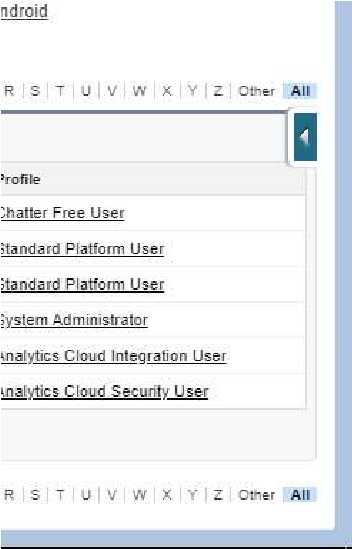 ndroid
R | S | T | U | V | W | X | Y | Z | Other | All
Profile
Chatter Free User
Standard Platform User
Standard Platform User
System Administrator
Analytics Cloud Integration User
Analytics Cloud Security User
R | S | T | U | V | W | X | Y | Z | Other | All